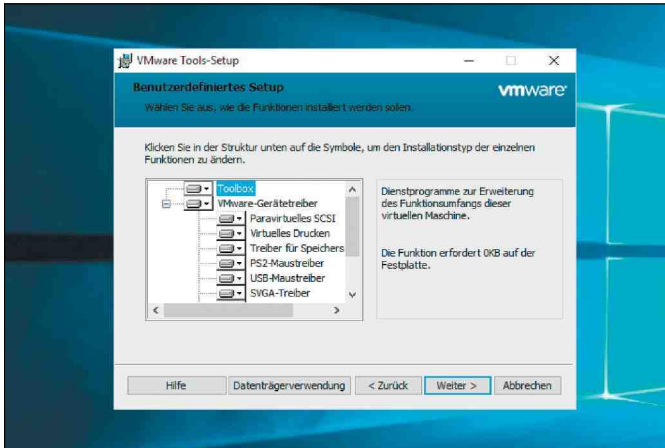 VMware Tools-Setup
Benutzerdefiniertes Setup
Wählen Sie aus, wie die Funktionen installiert werden sollen.
vmware
Klicken Sie in der Struktur unten auf die Symbole, um den Installationstyp der einzelnen
Funktionen zu ändern.
Toolbox
VMware-Gerätetreiber
Paravirtuelles SCSI
Virtuelles Drucken
Treiber für Speichers
PS2-Maustreiber
USB-Maustreiber
SVGA-Treiber
Dienstprogramme zur Erweiterung
des Funktionsumfangs dieser
virtuellen Maschine.
Die Funktion erfordert 0KB auf der
Festplatte.
Hilfe
Datenträgerverwendung
< Zurück
Weiter >
Abbrechen